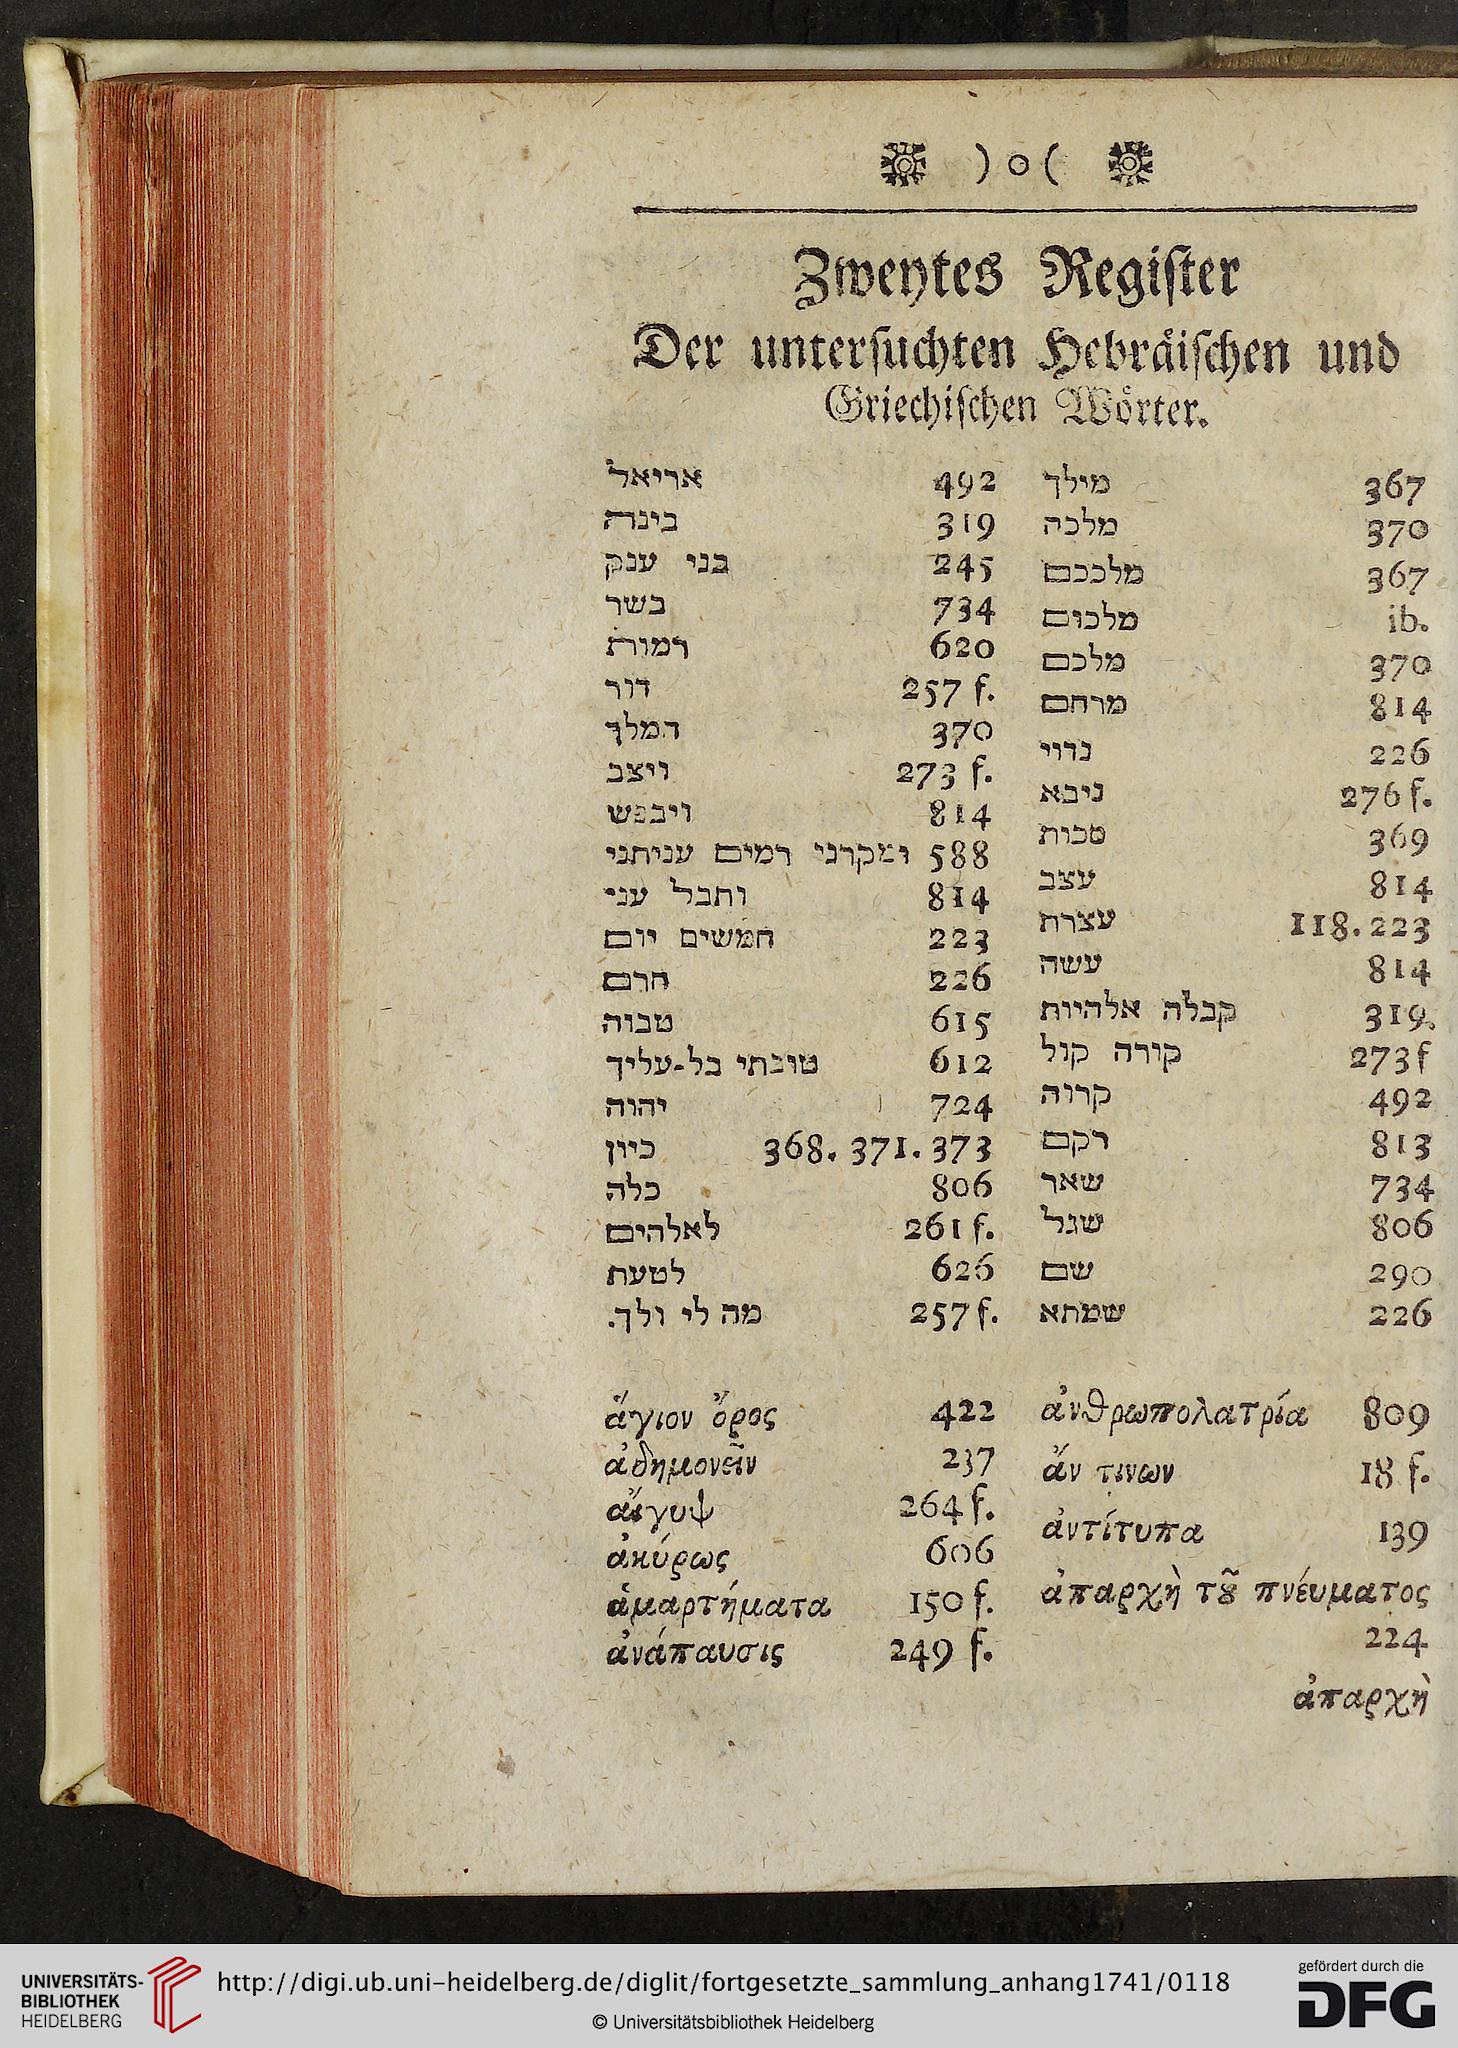 ) o (
Zweytes Register
Der untersuchten Hebräischen und
Griechischen Wörter.
אריאל 492
בינה 319
בני ענק 245
בשר 734
דמות 620
דור 257 f.
המלך 370
ויצב 273 f.
וינפש 814
ומקרני רמים עניתני 588
ותכל עני 814
חמשים יום 223
חרם 226
טבוה 615
טובתי בל-עליך 612
יהוה 724
כיון 368. 371. 373
כלה 806
לאלהים 261 f.
לטעת 626
מה לי ולך. 257 f.
מילך 367
מלכה 370
מלככם 367
מלכום ib.
מלכם 370
מרחם 814
נדוי 226
ניבא 276 f.
סכות 369
עצב 814
עצרת 118. 223
עשה 814
קבלה אלהיות 319.
קורה קול 273 f
קרוה 492
רקם 813
שאר 734
שגל 806
שם 290
שמתא 226
ἅγιον ὄρος 422
ἀδημονεῖν 237
αἴγυψ 264 f.
ἀκύρως 606
ἁμαρτήματα 150 f.
ἀνάπαυσις 249 f.
ἀνθρωπολατρία 809
ἄν τινων 18 f.
ἀντίτυπα 139
ἀπαρχὴ τȣ͂ πνέυματος
224
ἀπαρχὴ
UNIVERSITÄTS-
BIBLIOTHEK
HEIDELBERG
http://digi.ub.uni-heidelberg.de/diglit/fortgesetzte_sammlung_anhang1741/0118
© Universitätsbibliothek Heidelberg
gefördert durch die
DFG